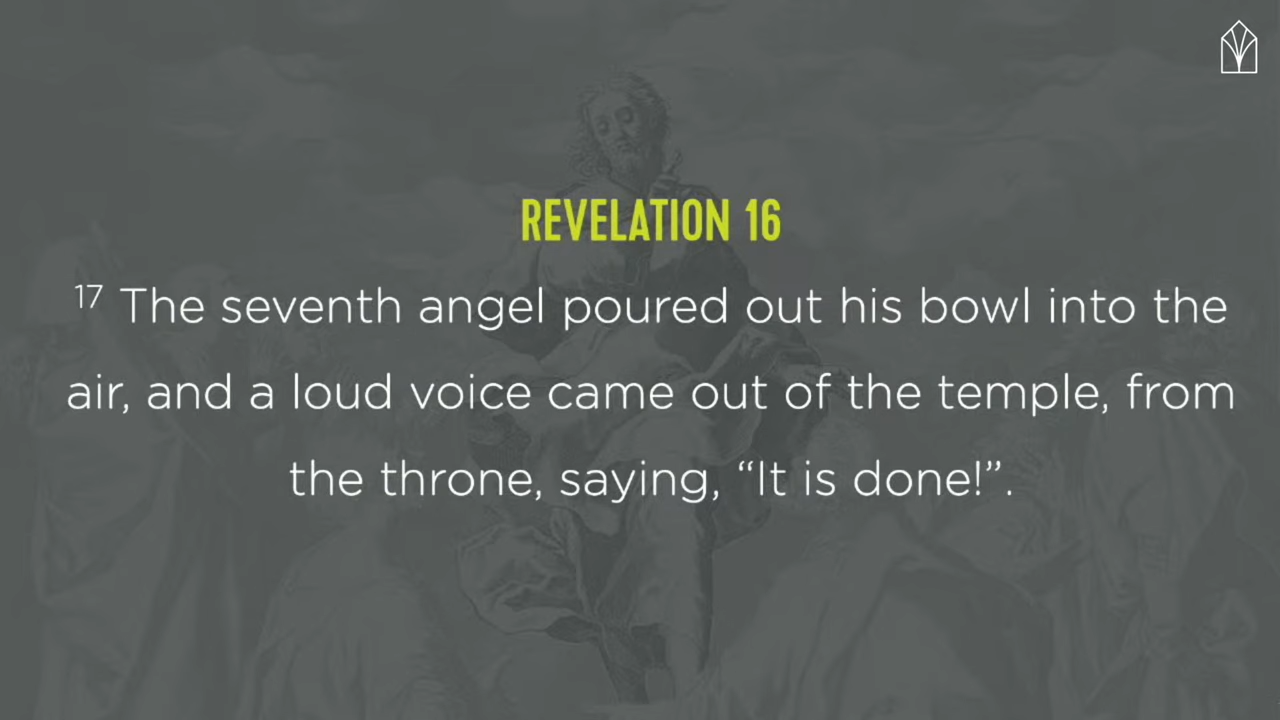 REVELATION 16
17 The seventh angel poured out his bowl into the
air, and a loud voice came out of the temple, from
the throne, saying, “It is done!”.